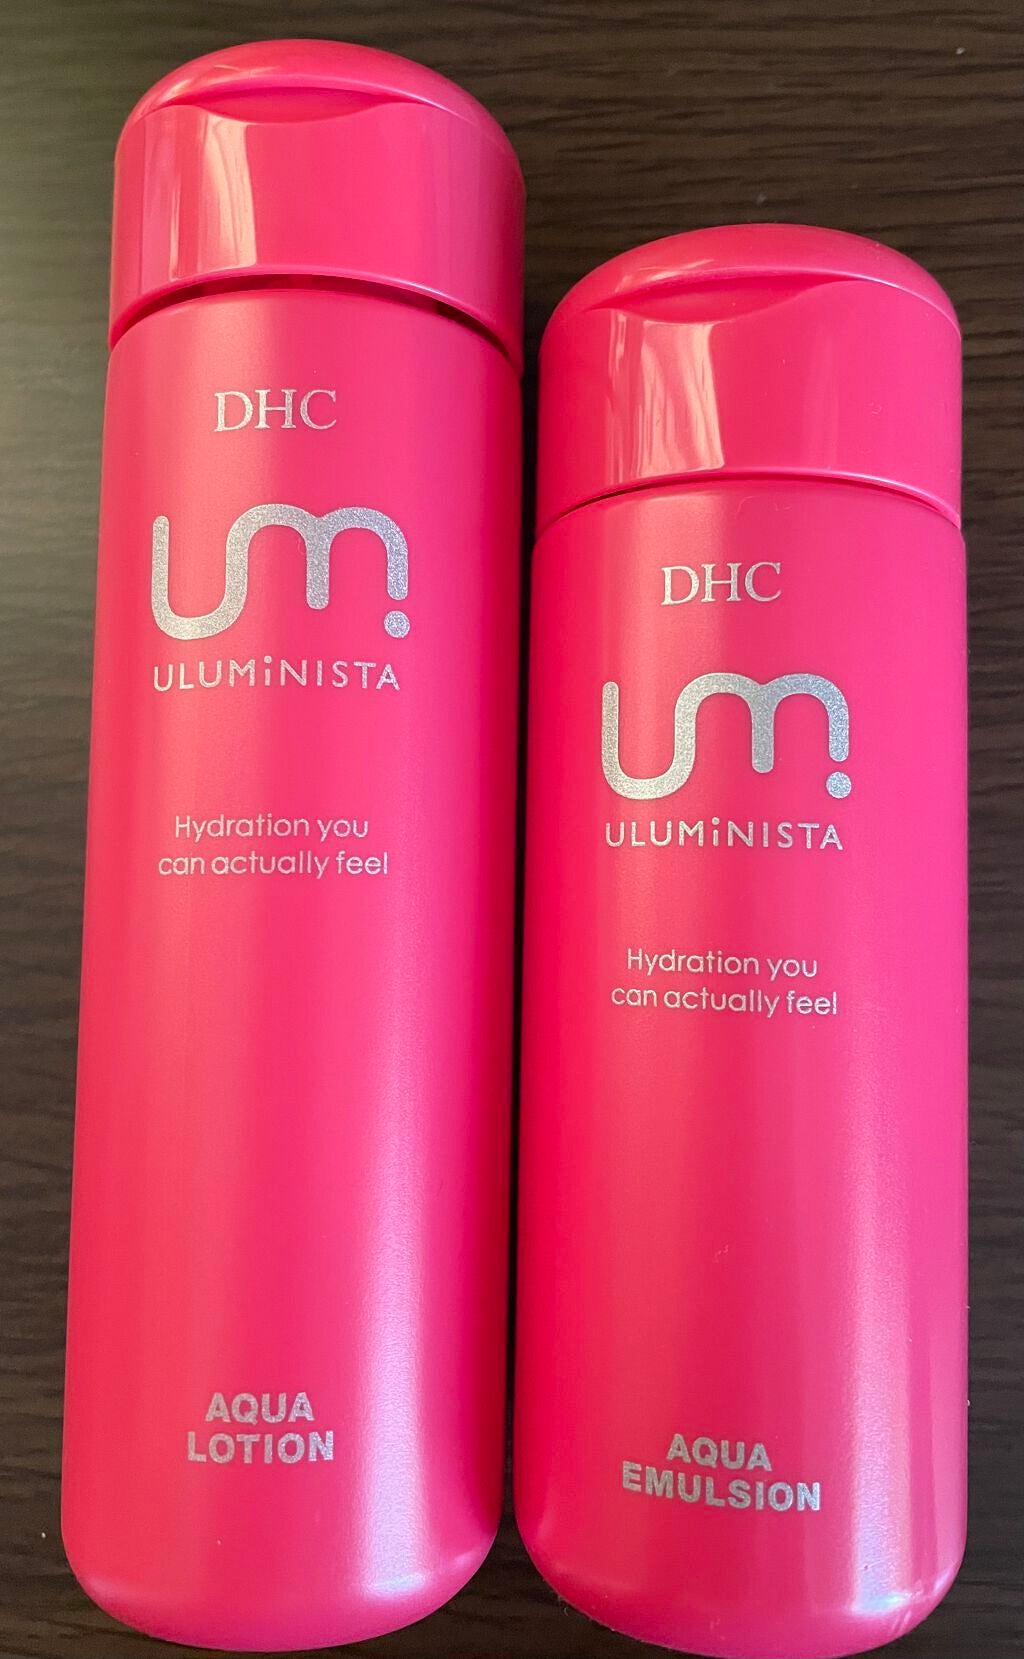 DHC
um
ULUMiNISTA
Hydration you
can actually feel
AQUA
LOTION
DHC
um
ULUMiNISTA
Hydration you
can actually feel
AQUA
EMULSION